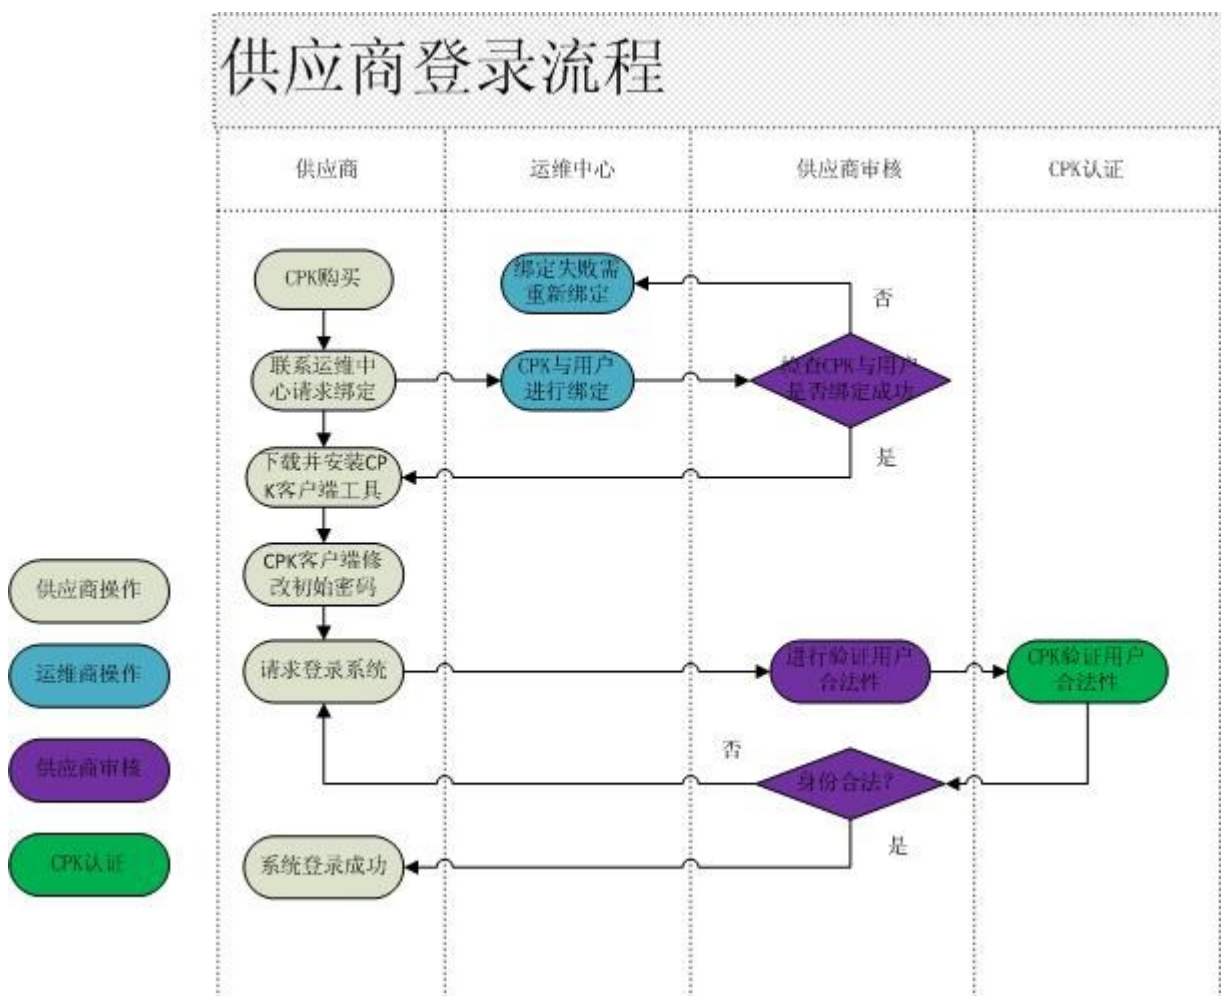 供应商登录流程
供应商
运维中心
供应商审核
CPK认证
CPK购买
绑定失败需
重新绑定
否
联系运维中
心请求绑定
CPK与用户
进行绑定
检查CPK与用户
是否绑定成功
是
下载并安装CP
K客户端工具
CPK客户端修
改初始密码
请求登录系统
进行验证用户
合法性
CPK验证用户
合法性
否
身份合法?
是
系统登录成功
供应商操作
运维商操作
供应商审核
CPK认证